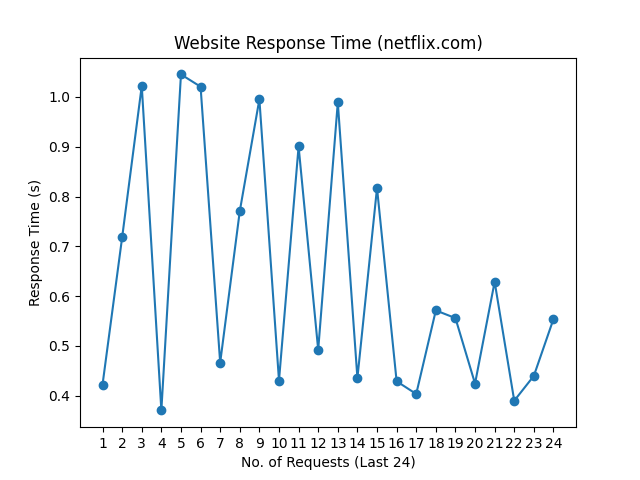 Website Response Time (netflix.com)
Response Time (s)
1.0
0.9
0.8
0.7
0.6
0.5
0.4
1 2 3 4 5 6 7 8 9 10 11 12 13 14 15 16 17 18 19 20 21 22 23 24
No. of Requests (Last 24)